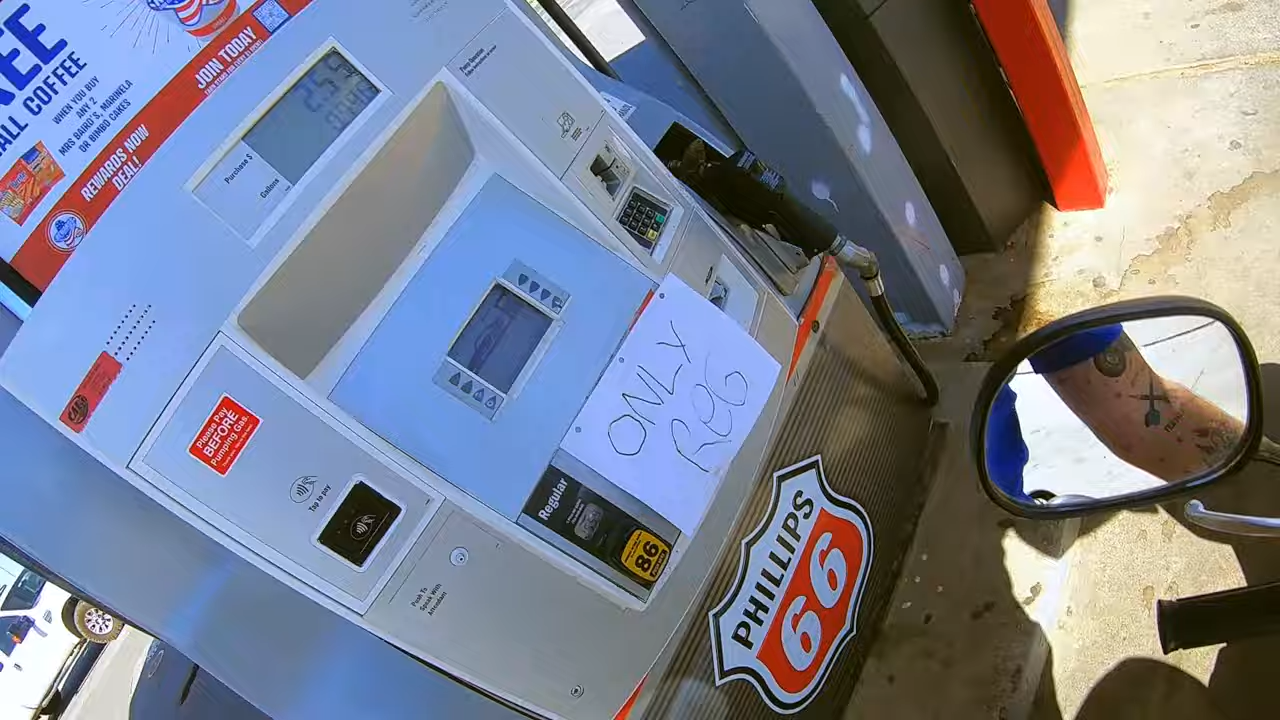 ALL COFFEE
WHEN YOU BUY
ANY 2
MRS BAIRD'S, MARINELA
OR BIMBO CAKES
JOIN TODAY
REWARDS NOW
DEAL!
Purchase $
Gallons
Please Pay
BEFORE
Pumping Gas.
Tap to pay
ONLY
REG
Regular
86
Push To
Speak With
Attendant
PHILLIPS
66